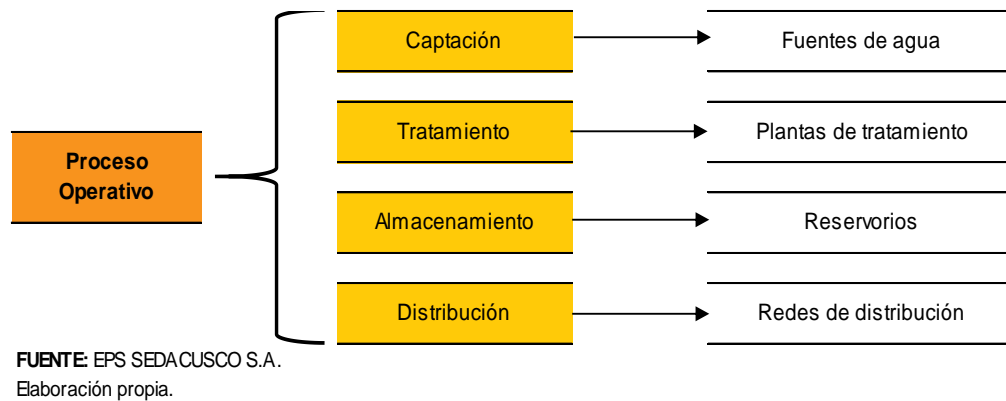 Captación
Fuentes de agua
Tratamiento
Plantas de tratamiento
Proceso
Operativo
Almacenamiento
Reservorios
Distribución
Redes de distribución
FUENTE: EPS SEDACUSCO S.A.
Elaboración propia.